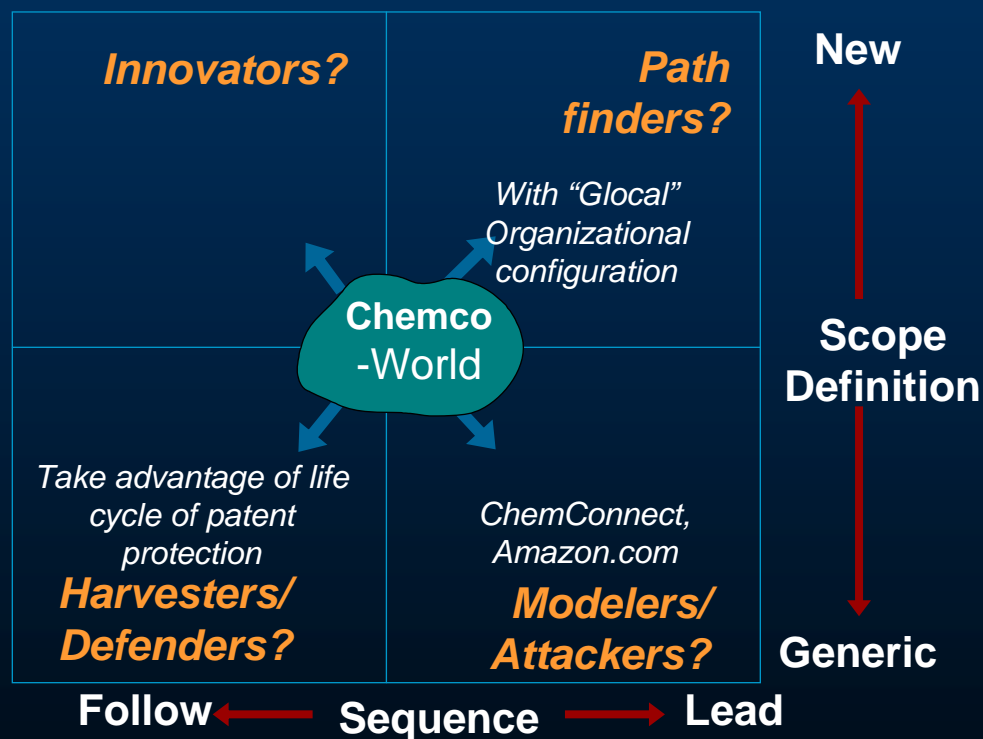 Innovators?
Path
finders?
With “Glocal”
Organizational
configuration
Chemco
-World
Take advantage of life
cycle of patent
protection
Harvesters/
Defenders?
ChemConnect,
Amazon.com
Modelers/
Attackers?
New
Scope
Definition
Generic
Follow
Sequence
Lead